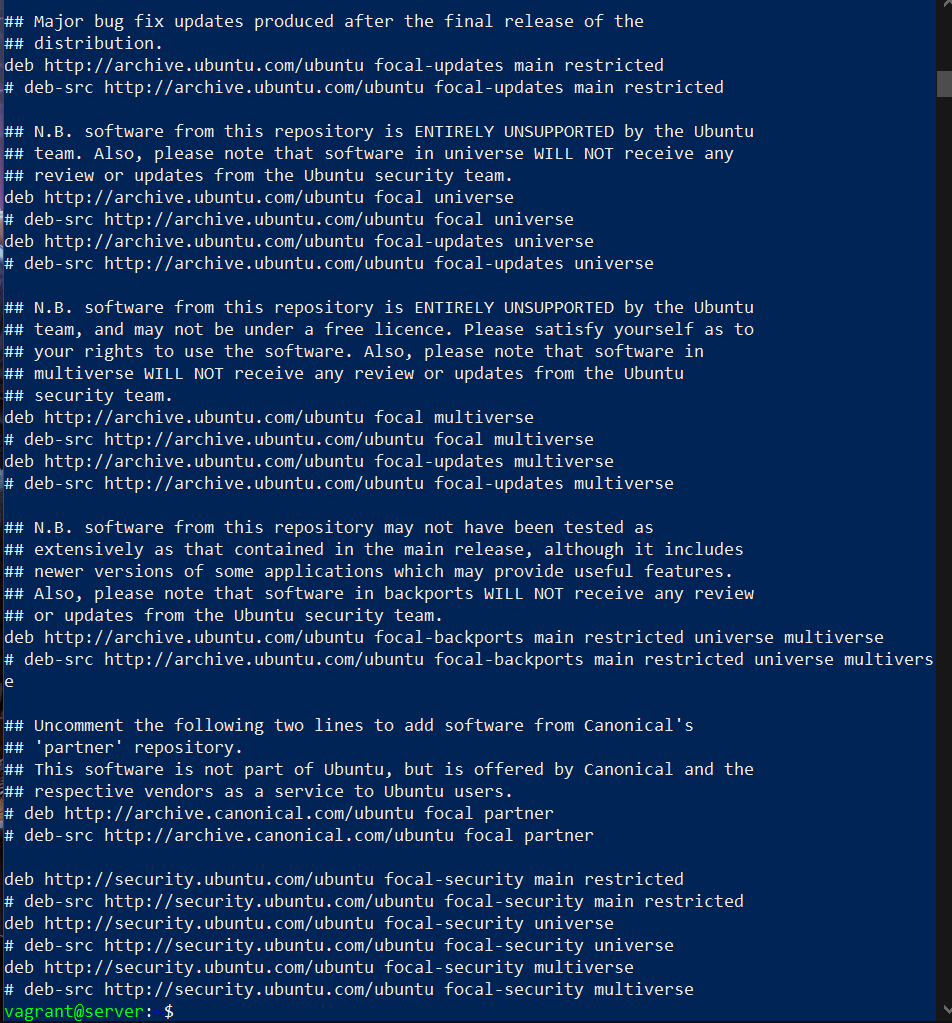 ## Major bug fix updates produced after the final release of the
## distribution.
deb http://archive.ubuntu.com/ubuntu focal-updates main restricted
# deb-src http://archive.ubuntu.com/ubuntu focal-updates main restricted
## N.B. software from this repository is ENTIRELY UNSUPPORTED by the Ubuntu
## team. Also, please note that software in universe WILL NOT receive any
## review or updates from the Ubuntu security team.
deb http://archive.ubuntu.com/ubuntu focal universe
# deb-src http://archive.ubuntu.com/ubuntu focal universe
deb http://archive.ubuntu.com/ubuntu focal-updates universe
# deb-src http://archive.ubuntu.com/ubuntu focal-updates universe
## N.B. software from this repository is ENTIRELY UNSUPPORTED by the Ubuntu
## team, and may not be under a free licence. Please satisfy yourself as to
## your rights to use the software. Also, please note that software in
## multiverse WILL NOT receive any review or updates from the Ubuntu
## security team.
deb http://archive.ubuntu.com/ubuntu focal multiverse
# deb-src http://archive.ubuntu.com/ubuntu focal multiverse
deb http://archive.ubuntu.com/ubuntu focal-updates multiverse
# deb-src http://archive.ubuntu.com/ubuntu focal-updates multiverse
## N.B. software from this repository may not have been tested as
## extensively as that contained in the main release, although it includes
## newer versions of some applications which may provide useful features.
## Also, please note that software in backports WILL NOT receive any review
## or updates from the Ubuntu security team.
deb http://archive.ubuntu.com/ubuntu focal-backports main restricted universe multiverse
# deb-src http://archive.ubuntu.com/ubuntu focal-backports main restricted universe multivers
e
## Uncomment the following two lines to add software from Canonical's
## 'partner' repository.
## This software is not part of Ubuntu, but is offered by Canonical and the
## respective vendors as a service to Ubuntu users.
# deb http://archive.canonical.com/ubuntu focal partner
# deb-src http://archive.canonical.com/ubuntu focal partner
deb http://security.ubuntu.com/ubuntu focal-security main restricted
# deb-src http://security.ubuntu.com/ubuntu focal-security main restricted
deb http://security.ubuntu.com/ubuntu focal-security universe
# deb-src http://security.ubuntu.com/ubuntu focal-security universe
deb http://security.ubuntu.com/ubuntu focal-security multiverse
# deb-src http://security.ubuntu.com/ubuntu focal-security multiverse
vagrant@server:~$